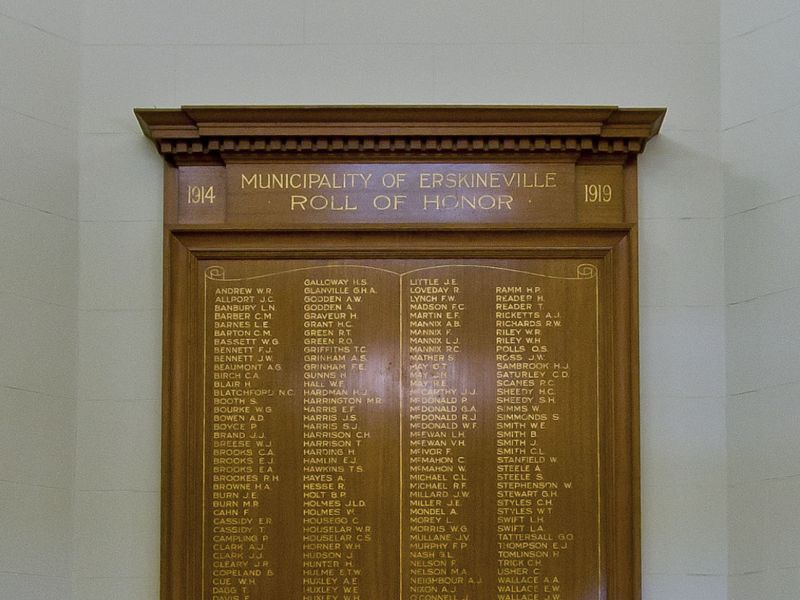 1914
MUNICIPALITY OF ERSKINEVILLE
ROLL OF HONOR
1919
ANDREW W.R.
ALLPORT J.C.
BANBURY L.N.
BARBER C.M.
BARNES L.E.
BARTON C.M.
BASSETT W.G.
BENNETT F.J.
BENNETT J.W.
BEAUMONT A.G.
BIRCH C.A.
BLAIR H.
BLATCHFORD N.C.
BOOTH S.
BOURKE W.G.
BOWEN A.D.
BOYCE P.
BRAND J.J.
BREESE W.J.
BROOKS C.A.
BROOKS E.J.
BROOKS E.A.
BROOKES R.H.
BROWNE H.A.
BURN J.E.
BURN M.R.
CAHN F.
CASSIDY E.R.
CASSIDY T.
CAMPLING P.
CLARK A.J.
CLARK J.J.
CLEARY J.R.
COPELAND B.
CUE W.H.
DAGG T.
DAVIS E.
GALLOWAY H.S.
GLANVILLE G.H.A.
GODDEN A.W.
GODDEN A.
GRAVEUR H.
GRANT H.C.
GREEN R.T.
GREEN R.O.
GRIFFITHS T.C.
GRINHAM A.S.
GRINHAM F.E.
GUNNS H.
HALL W.F.
HARDMAN H.J.
HARRINGTON M.R.
HARRIS E.F.
HARRIS J.S.
HARRIS S.J.
HARRISON C.H.
HARRISON T.
HARDING H.
HAMLIN E.J.
HAWKINS T.S.
HAYES A.
HESSE R.
HOLT B.P.
HOLMES J.L.D.
HOLMES W.
HOUSEGO C.
HOUSELAR W.R.
HOUSELAR C.S.
HORNER W.H.
HUDSON J.
HUNTER H.
HULME E.T.W.
HUXLEY A.E.
HUXLEY W.E.
HUXLEY W.H.
LITTLE J.E.
LOVEDAY R.
LYNCH F.W.
MADSON F.C.
MARTIN E.F.
MANNIX A.B.
MANNIX F.
MANNIX L.J.
MANNIX R.C.
MATHER S.
MAY D.T.
MAY J.H.
MAY R.E.
McCARTHY J.J.
McDONALD P.
McDONALD G.A.
McDONALD R.J.
McDONALD W.F.
McEWAN L.H.
McEWAN V.H.
McIVOR F.
McMAHON C.
McMAHON W.
MICHAEL C.L.
MICHAEL R.F.
MILLARD J.W.
MILLER J.E.
MONDEL A.
MOREY L.
MORRIS W.G.
MULLANE J.V.
MURPHY F.P.
NASH G.L.
NELSON F.
NELSON M.A.
NEIGHBOUR A.J.
NIXON A.J.
O'CONNELL J.
RAMM H.P.
READER H.
READER T.
RICKETTS A.J.
RICHARDS R.W.
RILEY W.R.
RILEY W.H.
POLLS O.S.
ROSS J.W.
SAMBROOK H.J.
SATURLEY C.D.
SCANES R.C.
SHEEDY H.C.
SHEEDY S.H.
SIMMS W.
SIMMONDS S.
SMITH W.E.
SMITH B.
SMITH J.
SMITH C.L.
STANFIELD W.
STEELE A.
STEELE S.
STEPHENSON W.
STEWART G.H.
STYLES C.H.
STYLES W.T.
SWIFT L.H.
SWIFT L.A.
TATTERSALL G.O.
THOMPSON E.J.
TOMLINSON H.
TRICK C.H.
USHER C.
WALLACE A.A.
WALLACE E.W.
WALLACE J.W.